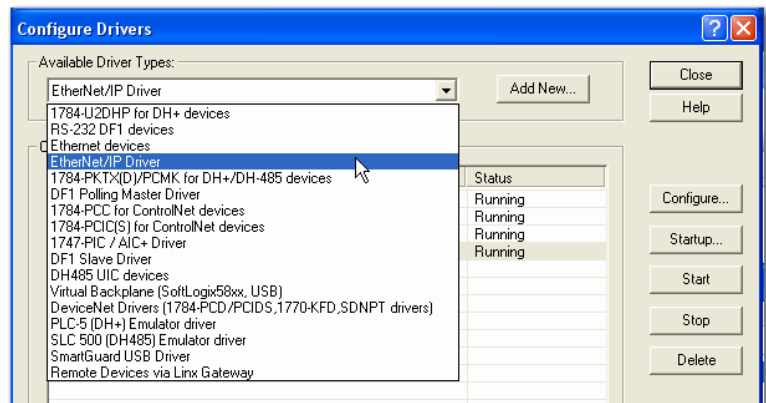 Configure Drivers
Available Driver Types:
EtherNet/IP Driver
Add New...
Close
Help
1784-U2DHP for DH+ devices
RS-232 DF1 devices
Ethernet devices
EtherNet/IP Driver
1784-PKTX(D)/PCMK for DH+/DH-485 devices
DF1 Polling Master Driver
1784-PCC for ControlNet devices
1784-PCIC(S) for ControlNet devices
1747-PIC / AIC+ Driver
DF1 Slave Driver
DH485 UIC devices
Virtual Backplane (SoftLogix58xx, USB)
DeviceNet Drivers (1784-PCD/PCIDS,1770-KFD,SDNPT drivers)
PLC-5 (DH+) Emulator driver
SLC 500 (DH485) Emulator driver
SmartGuard USB Driver
Remote Devices via Linx Gateway
Status
Running
Running
Running
Running
Configure...
Startup...
Start
Stop
Delete